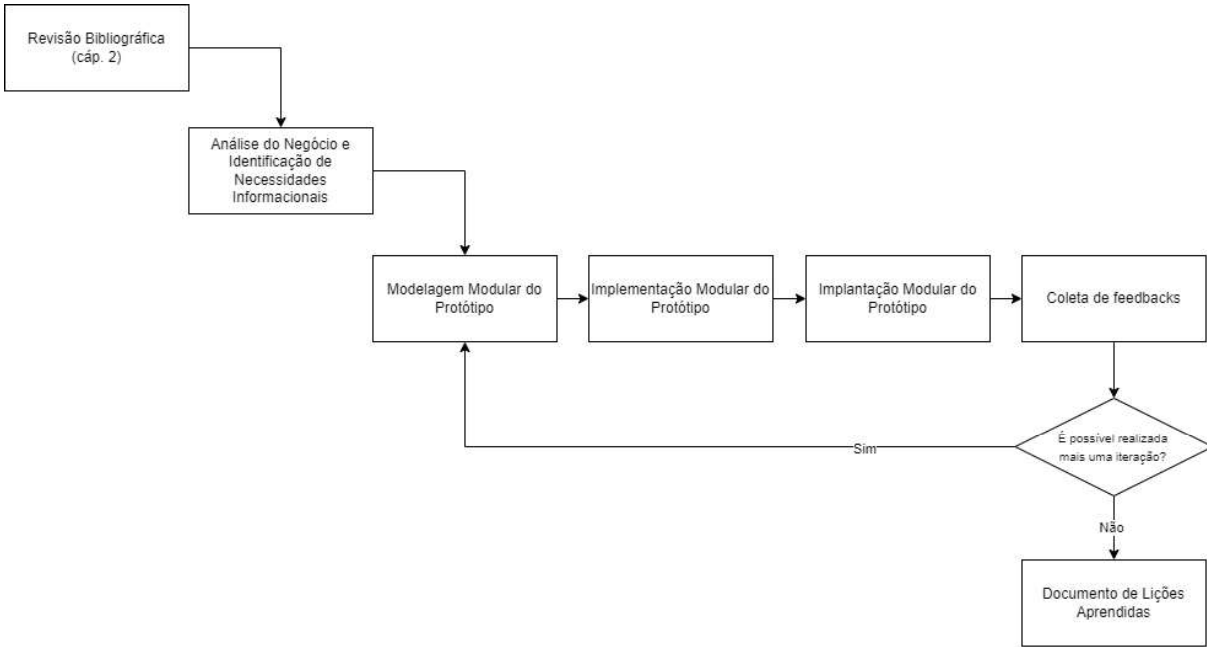 Revisão Bibliográfica
(cáp. 2)
Análise do Negócio e
Identificação de
Necessidades
Informacionais
Modelagem Modular do
Protótipo
Implementação Modular do
Protótipo
Implantação Modular do
Protótipo
Coleta de feedbacks
É possível realizada
mais uma iteração?
Sim
Não
Documento de Lições
Aprendidas